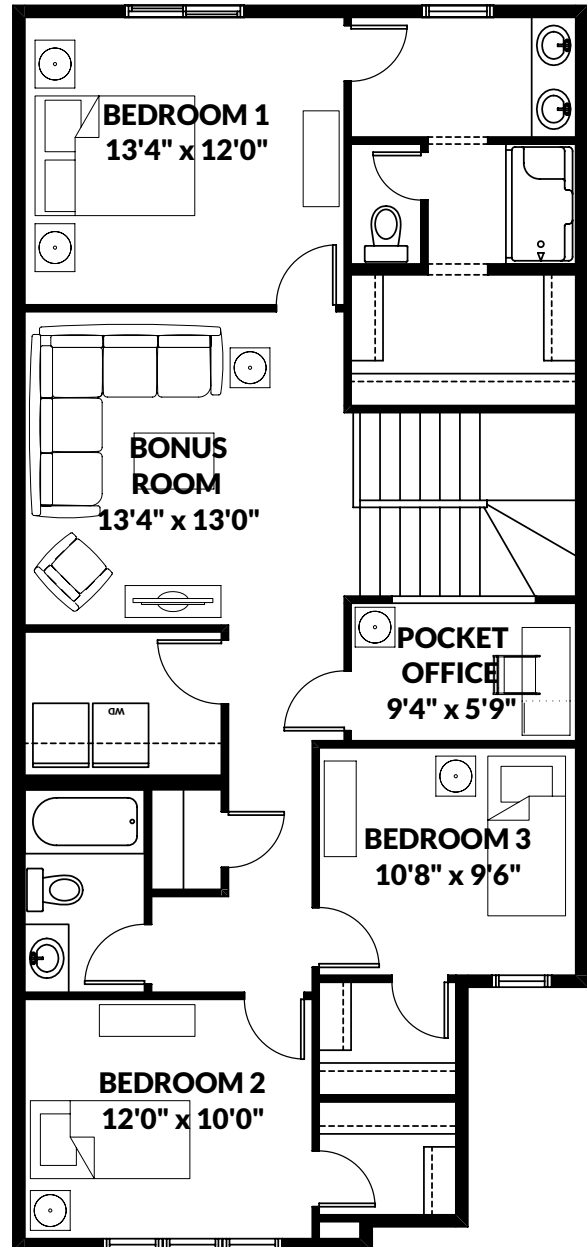 BEDROOM 1
13'4" x 12'0"
BONUS
ROOM
13'4" x 13'0"
POCKET
OFFICE
9'4" x 5'9"
WD
BEDROOM 3
10'8" x 9'6"
BEDROOM 2
12'0" x 10'0"